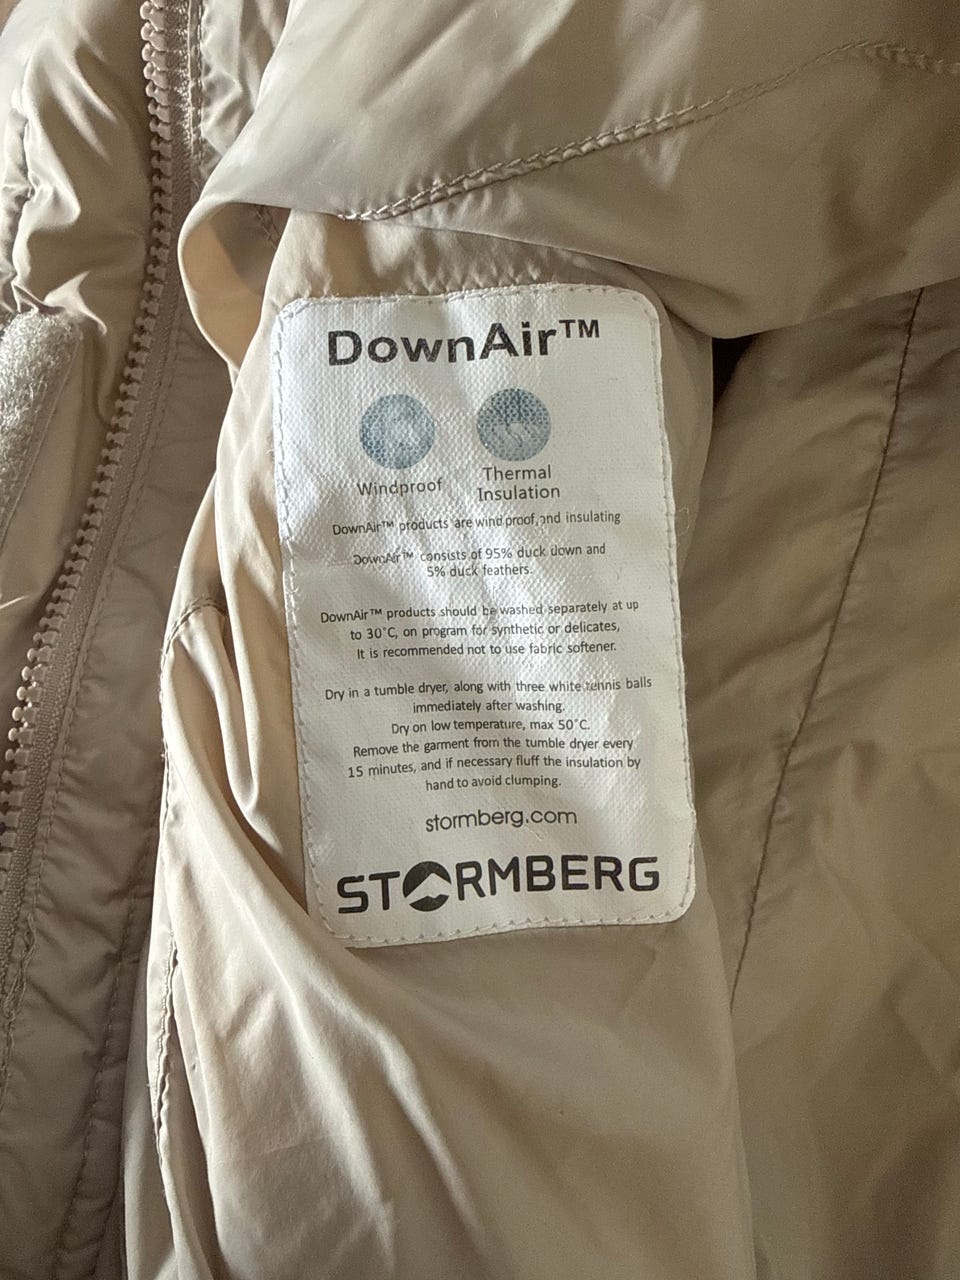 DownAir™
Windproof
Thermal
Insulation
DownAir™ products are wind proof, and insulating
DownAir™ consists of 95% duck down and
5% duck feathers.
DownAir™ products should be washed separately at up
to 30˚C, on program for synthetic or delicates,
It is recommended not to use fabric softener.
Dry in a tumble dryer, along with three white tennis balls
immediately after washing.
Dry on low temperature, max 50˚C.
Remove the garment from the tumble dryer every
15 minutes, and if necessary fluff the insulation by
hand to avoid clumping.
stormberg.com
STORMBERG